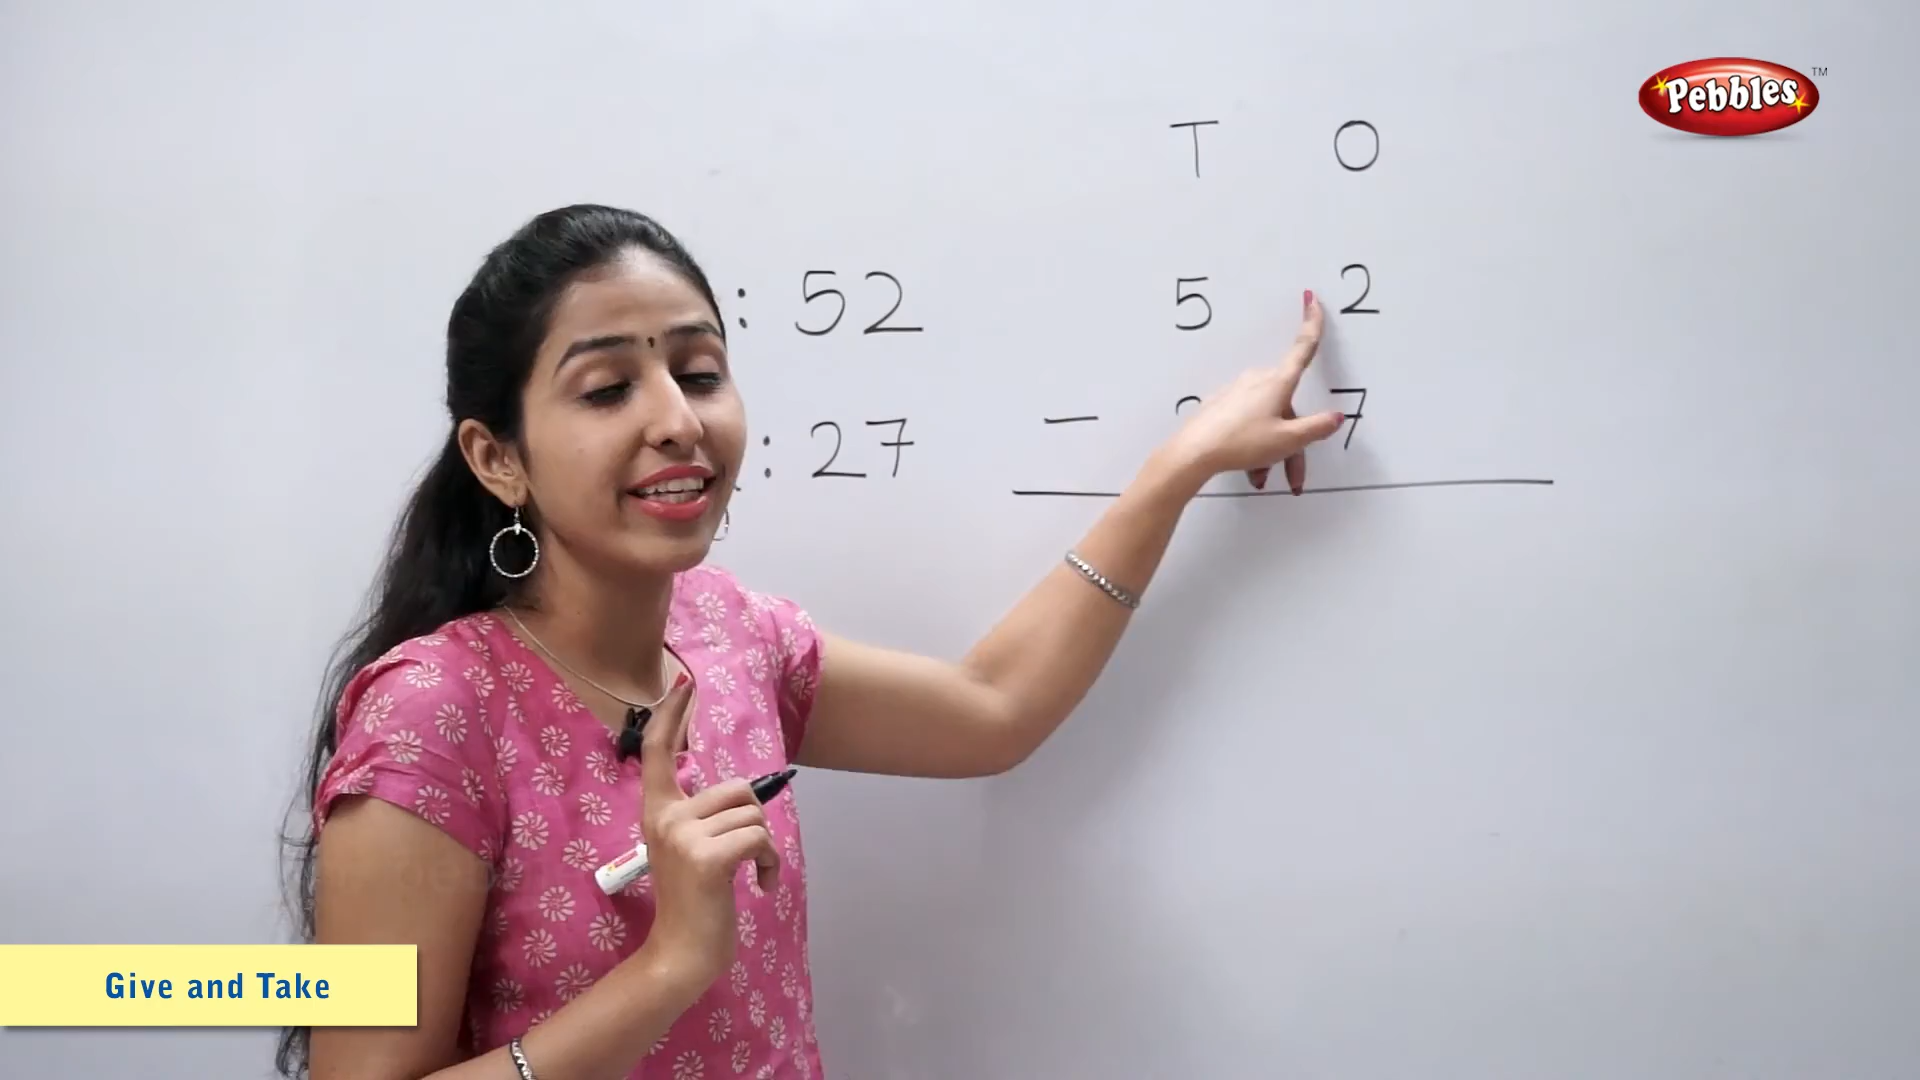 Pebbles TM
T O
: 52 5 2
: 27 - 7
Give and Take